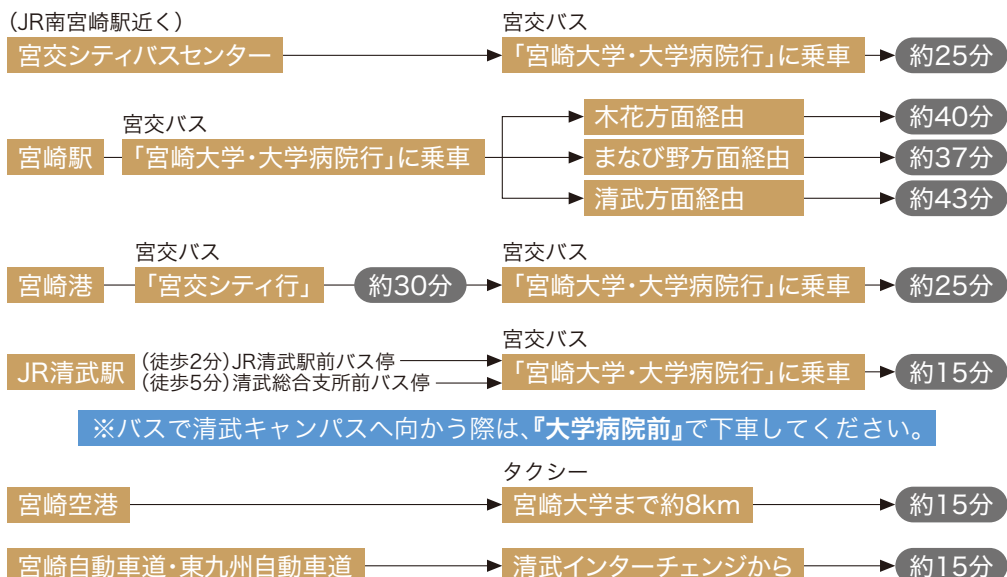 (JR南宮崎駅近く)
宮交シティバスセンター
宮交バス
「宮崎大学・大学病院行」に乗車
約25分
宮崎駅
宮交バス
「宮崎大学・大学病院行」に乗車
木花方面経由
約40分
まなび野方面経由
約37分
清武方面経由
約43分
宮崎港
宮交バス
「宮交シティ行」
約30分
宮交バス
「宮崎大学・大学病院行」に乗車
約25分
JR清武駅
(徒歩2分)JR清武駅前バス停
(徒歩5分)清武総合支所前バス停
宮交バス
「宮崎大学・大学病院行」に乗車
約15分
※バスで清武キャンパスへ向かう際は、『大学病院前』で下車してください。
宮崎空港
タクシー
宮崎大学まで約8km
約15分
宮崎自動車道・東九州自動車道
清武インターチェンジから
約15分